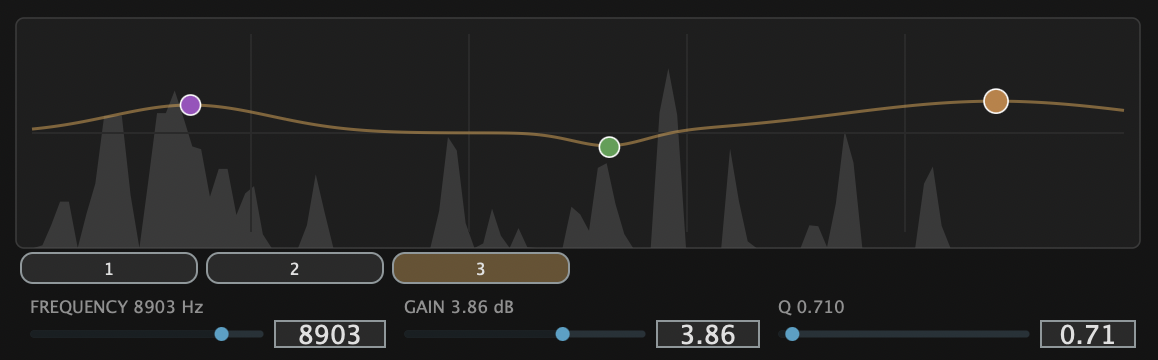 1 2 3
FREQUENCY 8903 Hz GAIN 3.86 dB Q 0.710
8903 3.86 0.71